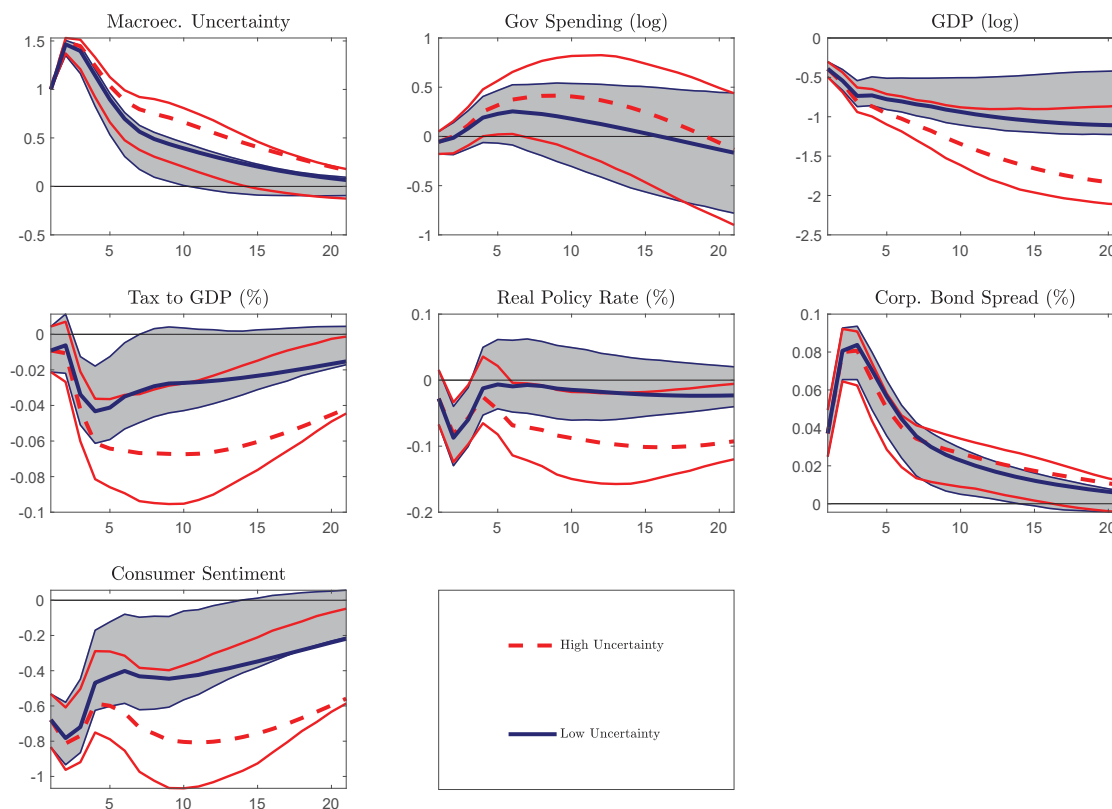 Macroec. Uncertainty
1.5
1
0.5
0
-0.5
5 10 15 20
Gov Spending (log)
1
0.5
0
-0.5
-1
5 10 15 20
GDP (log)
0
-0.5
-1
-1.5
-2
-2.5
5 10 15 20
Tax to GDP (%)
0
-0.02
-0.04
-0.06
-0.08
-0.1
5 10 15 20
Real Policy Rate (%)
0.1
0
-0.1
-0.2
5 10 15 20
Corp. Bond Spread (%)
0.1
0.08
0.06
0.04
0.02
0
5 10 15 20
Consumer Sentiment
0
-0.2
-0.4
-0.6
-0.8
-1
5 10 15 20
High Uncertainty
Low Uncertainty